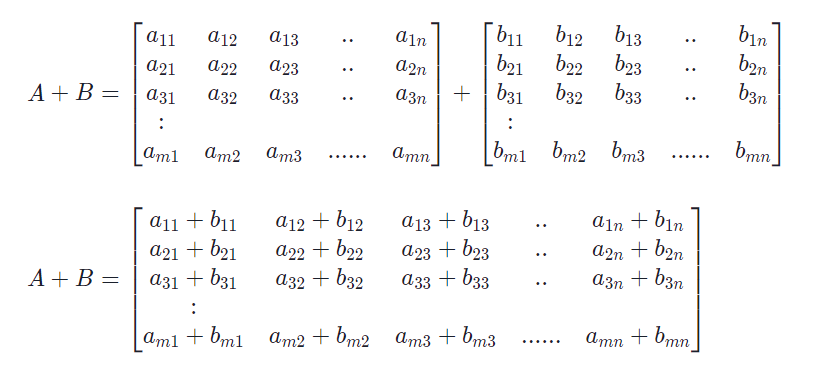 A + B = [ a₁₁ a₁₂ a₁₃ .. a₁ₙ ] + [ b₁₁ b₁₂ b₁₃ .. b₁ₙ ]
a₂₁ a₂₂ a₂₃ .. a₂ₙ b₂₁ b₂₂ b₂₃ .. b₂ₙ
a₃₁ a₃₂ a₃₃ .. a₃ₙ b₃₁ b₃₂ b₃₃ .. b₃ₙ
: :
aₘ₁ aₘ₂ aₘ₃ ...... aₘₙ bₘ₁ bₘ₂ bₘ₃ ...... bₘₙ
A + B = [ a₁₁ + b₁₁ a₁₂ + b₁₂ a₁₃ + b₁₃ .. a₁ₙ + b₁ₙ ]
a₂₁ + b₂₁ a₂₂ + b₂₂ a₂₃ + b₂₃ .. a₂ₙ + b₂ₙ
a₃₁ + b₃₁ a₃₂ + b₃₂ a₃₃ + b₃₃ .. a₃ₙ + b₃ₙ
:
aₘ₁ + bₘ₁ aₘ₂ + bₘ₂ aₘ₃ + bₘ₃ ...... aₘₙ + bₘₙ